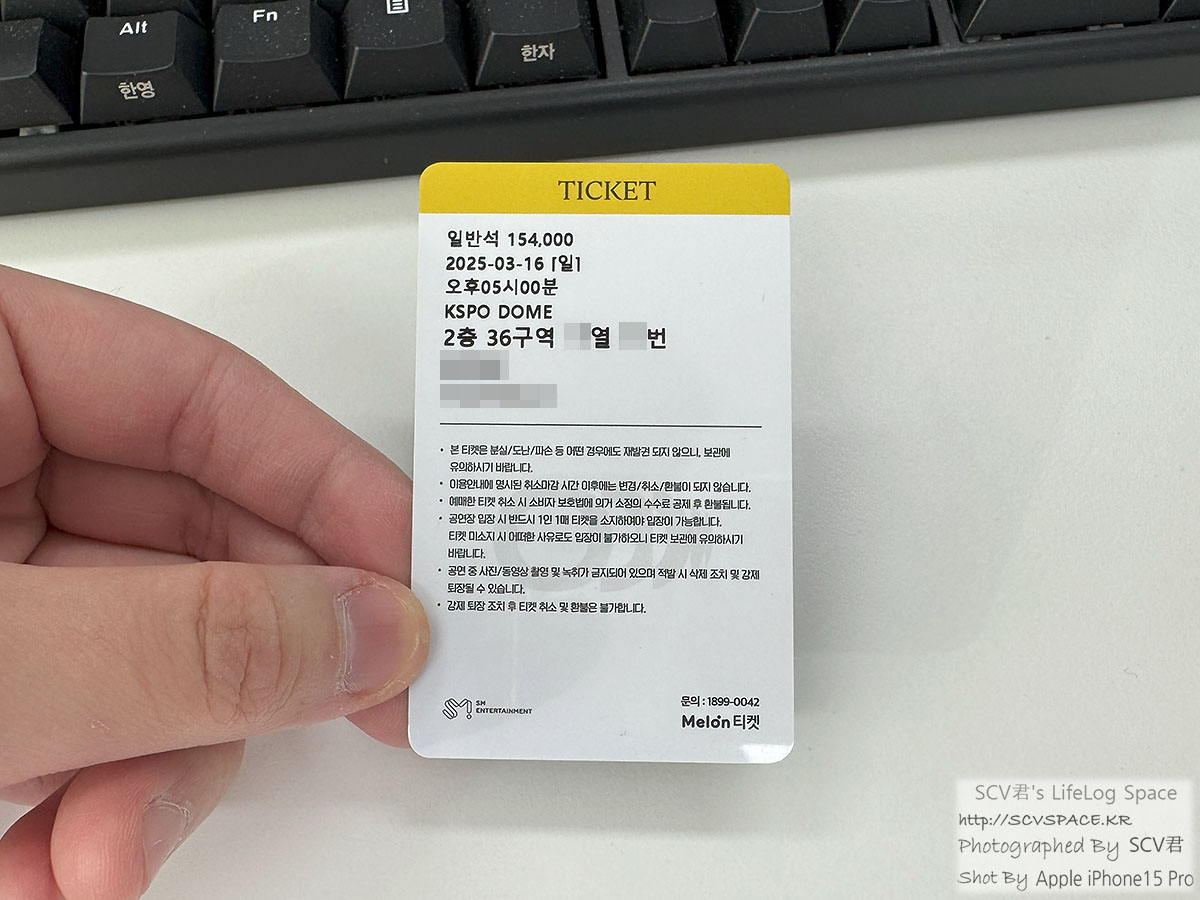 Alt
한영
Fn
한자
TICKET
일반석 154,000
2025-03-16 [일]
오후05시00분
KSPO DOME
2층 36구역 열 번
• 본 티켓은 분실/도난/파손 등 어떤 경우에도 재발권 되지 않으니, 보관에
유의하시기 바랍니다.
• 이용안내에 명시된 취소마감 시간 이후에는 변경/취소/환불이 되지 않습니다.
• 예매한 티켓 취소 시 소비자 보호법에 의거 소정의 수수료 공제 후 환불됩니다.
• 공연장 입장 시 반드시 1인 1매 티켓을 소지하여야 입장이 가능합니다.
티켓 미소지 시 어떠한 사유로도 입장이 불가하오니 티켓 보관에 유의하시기
바랍니다.
• 공연 중 사진/동영상 촬영 및 녹취가 금지되어 있으며 적발 시 삭제 조치 및 강제
퇴장될 수 있습니다.
• 강제 퇴장 조치 후 티켓 취소 및 환불은 불가합니다.
SM! SM
ENTERTAINMENT
문의 : 1899-0042
Melon티켓
SCV君's LifeLog Space
http://SCVSPACE.KR
Photographed By SCV君
Shot By Apple iPhone15 Pro